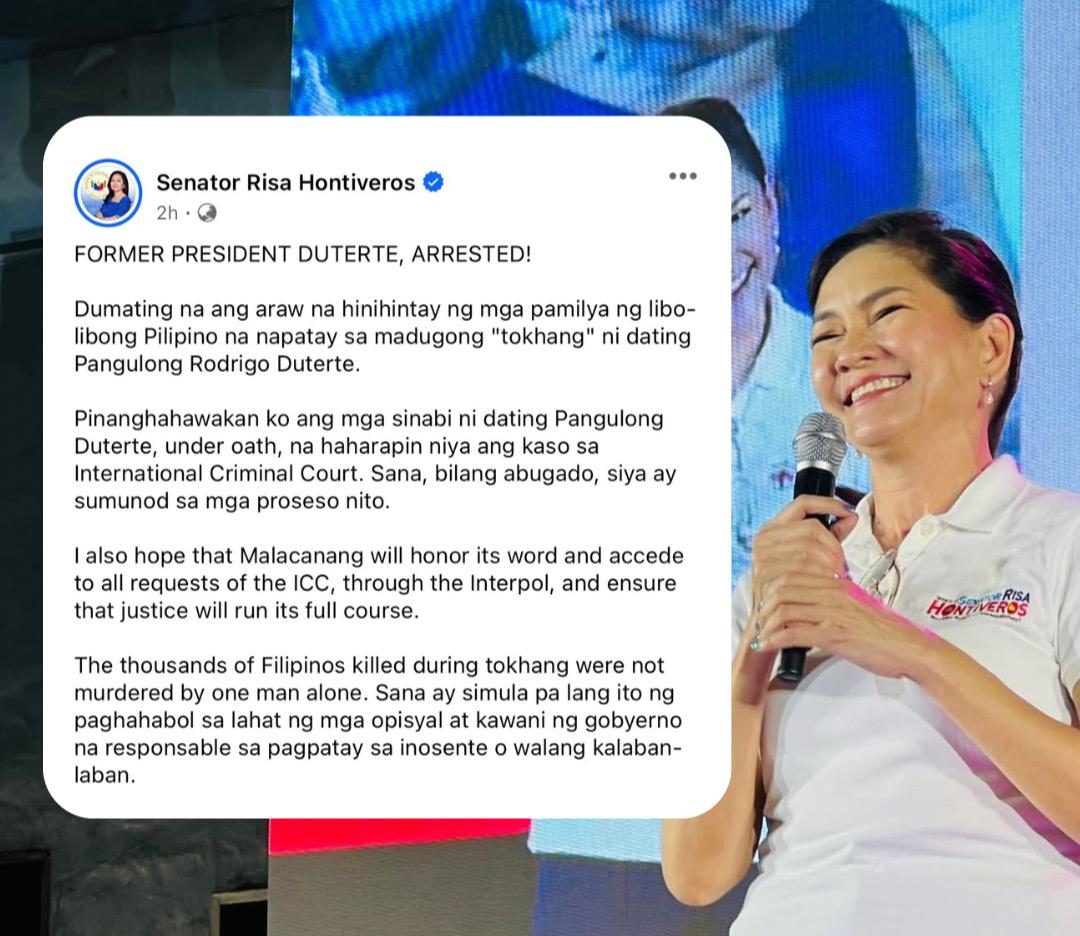 Senator Risa Hontiveros
2h
FORMER PRESIDENT DUTERTE, ARRESTED!
Dumating na ang araw na hinihintay ng mga pamilya ng libo-
libong Pilipino na napatay sa madugong "tokhang" ni dating
Pangulong Rodrigo Duterte.
Pinanghahawakan ko ang mga sinabi ni dating Pangulong
Duterte, under oath, na haharapin niya ang kaso sa
International Criminal Court. Sana, bilang abugado, siya ay
sumunod sa mga proseso nito.
I also hope that Malacanang will honor its word and accede
to all requests of the ICC, through the Interpol, and ensure
that justice will run its full course.
The thousands of Filipinos killed during tokhang were not
murdered by one man alone. Sana ay simula pa lang ito ng
paghahabol sa lahat ng mga opisyal at kawani ng gobyerno
na responsable sa pagpatay sa inosente o walang kalaban-
laban.
SENATOR RISA
HONTIVEROS